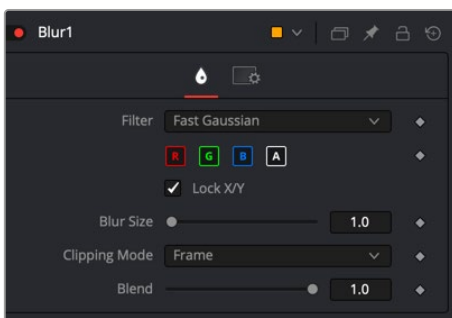 Blur1
Filter Fast Gaussian
R G B A
Lock X/Y
Blur Size 1.0
Clipping Mode Frame
Blend 1.0